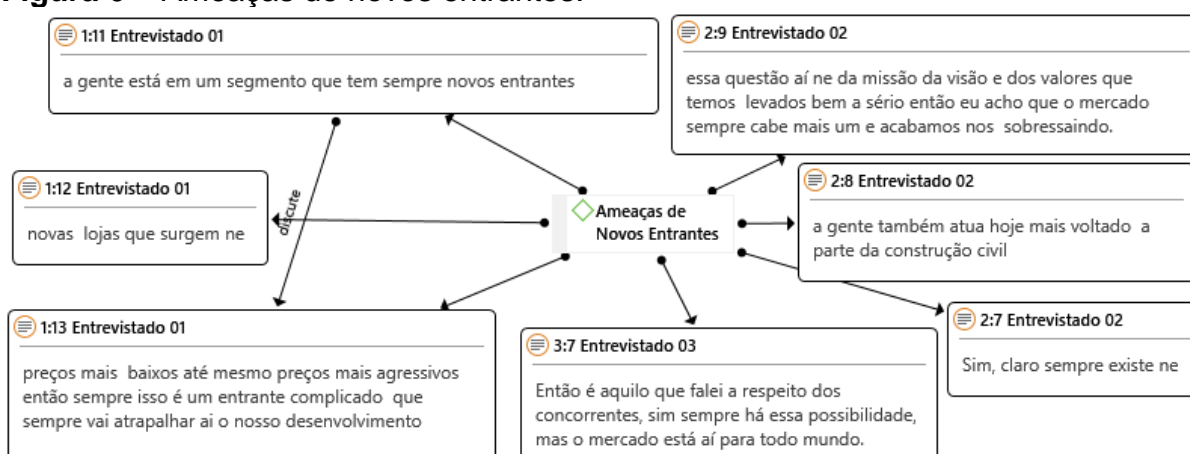 1:11 Entrevistado 01
a gente está em um segmento que tem sempre novos entrantes
2:9 Entrevistado 02
essa questão aí ne da missão da visão e dos valores que
temos levados bem a sério então eu acho que o mercado
sempre cabe mais um e acabamos nos sobressaindo.
1:12 Entrevistado 01
novas lojas que surgem ne
discute
Ameaças de
Novos Entrantes
2:8 Entrevistado 02
a gente também atua hoje mais voltado a
parte da construção civil
1:13 Entrevistado 01
preços mais baixos até mesmo preços mais agressivos
então sempre isso é um entrante complicado que
sempre vai atrapalhar ai o nosso desenvolvimento
3:7 Entrevistado 03
Então é aquilo que falei a respeito dos
concorrentes, sim sempre há essa possibilidade,
mas o mercado está aí para todo mundo.
2:7 Entrevistado 02
Sim, claro sempre existe ne